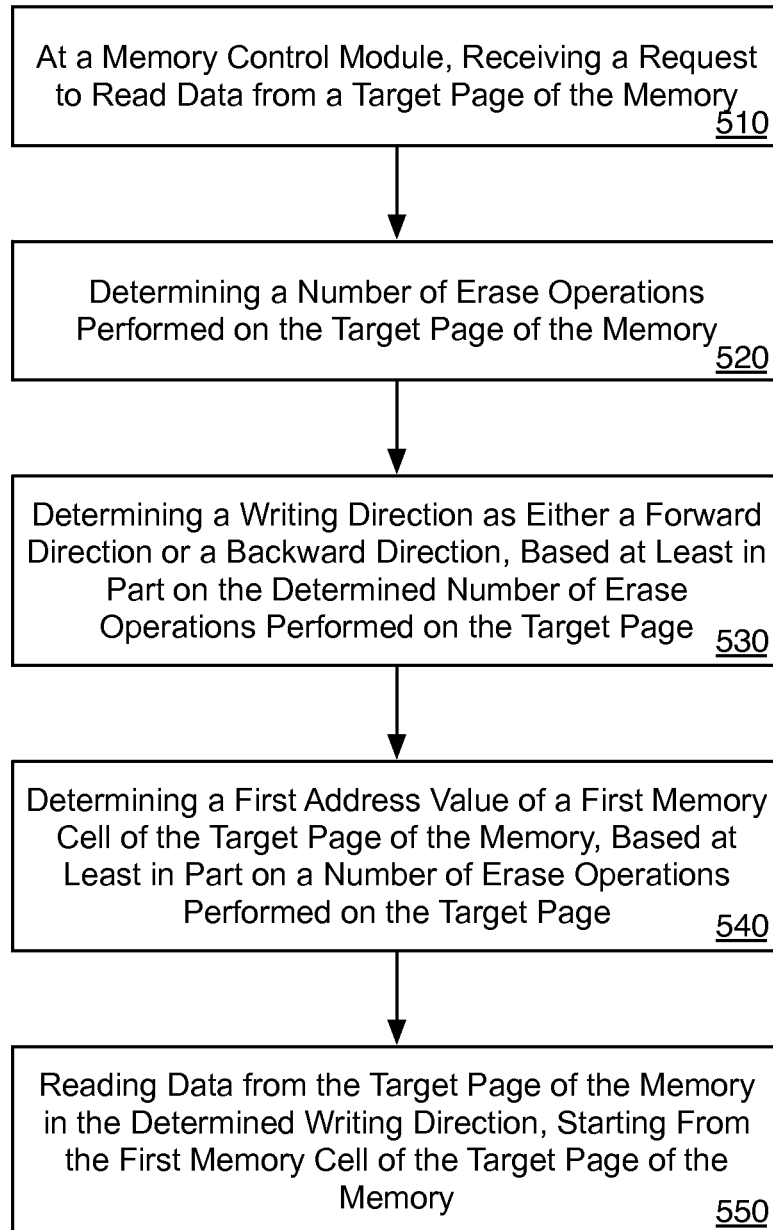 At a Memory Control Module, Receiving a Request
to Read Data from a Target Page of the Memory
510
Determining a Number of Erase Operations
Performed on the Target Page of the Memory
520
Determining a Writing Direction as Either a Forward
Direction or a Backward Direction, Based at Least in
Part on the Determined Number of Erase
Operations Performed on the Target Page
530
Determining a First Address Value of a First Memory
Cell of the Target Page of the Memory, Based at
Least in Part on a Number of Erase Operations
Performed on the Target Page
540
Reading Data from the Target Page of the Memory
in the Determined Writing Direction, Starting From
the First Memory Cell of the Target Page of the
Memory
550